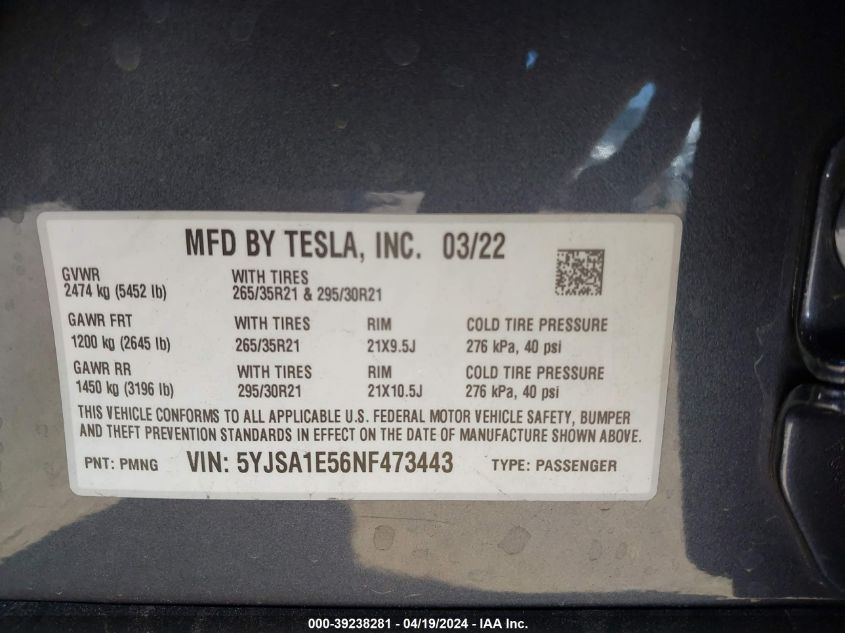 MFD BY TESLA, INC. 03/22
GVWR WITH TIRES
2474 kg (5452 lb) 265/35R21 & 295/30R21
GAWR FRT WITH TIRES RIM COLD TIRE PRESSURE
1200 kg (2645 lb) 265/35R21 21X9.5J 276 kPa, 40 psi
GAWR RR WITH TIRES RIM COLD TIRE PRESSURE
1450 kg (3196 lb) 295/30R21 21X10.5J 276 kPa, 40 psi
THIS VEHICLE CONFORMS TO ALL APPLICABLE U.S. FEDERAL MOTOR VEHICLE SAFETY, BUMPER
AND THEFT PREVENTION STANDARDS IN EFFECT ON THE DATE OF MANUFACTURE SHOWN ABOVE.
PNT: PMNG VIN: 5YJSA1E56NF473443 TYPE: PASSENGER
000-39238281 - 04/19/2024 - IAA Inc.